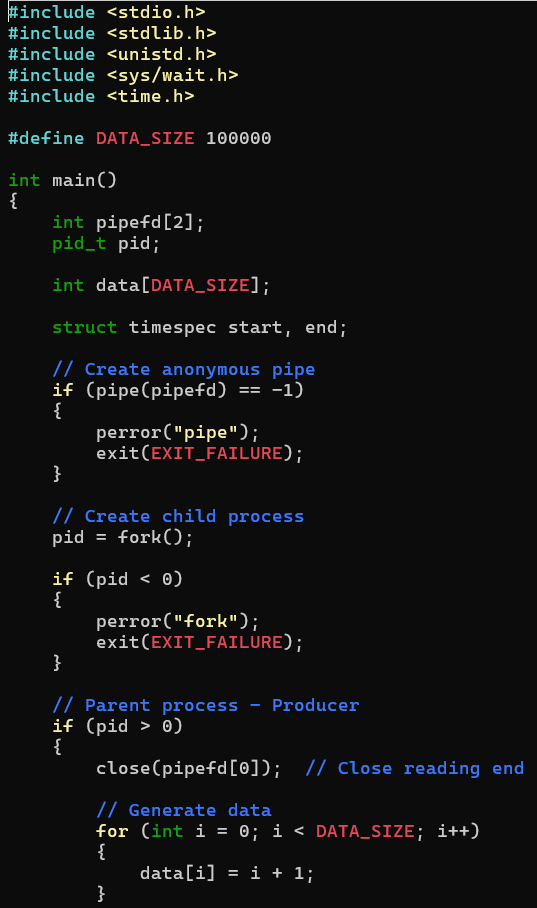 #include <stdio.h>
#include <stdlib.h>
#include <unistd.h>
#include <sys/wait.h>
#include <time.h>

#define DATA_SIZE 100000

int main()
{
    int pipefd[2];
    pid_t pid;

    int data[DATA_SIZE];

    struct timespec start, end;

    // Create anonymous pipe
    if (pipe(pipefd) == -1)
    {
        perror("pipe");
        exit(EXIT_FAILURE);
    }

    // Create child process
    pid = fork();

    if (pid < 0)
    {
        perror("fork");
        exit(EXIT_FAILURE);
    }

    // Parent process - Producer
    if (pid > 0)
    {
        close(pipefd[0]);  // Close reading end

        // Generate data
        for (int i = 0; i < DATA_SIZE; i++)
        {
            data[i] = i + 1;
        }